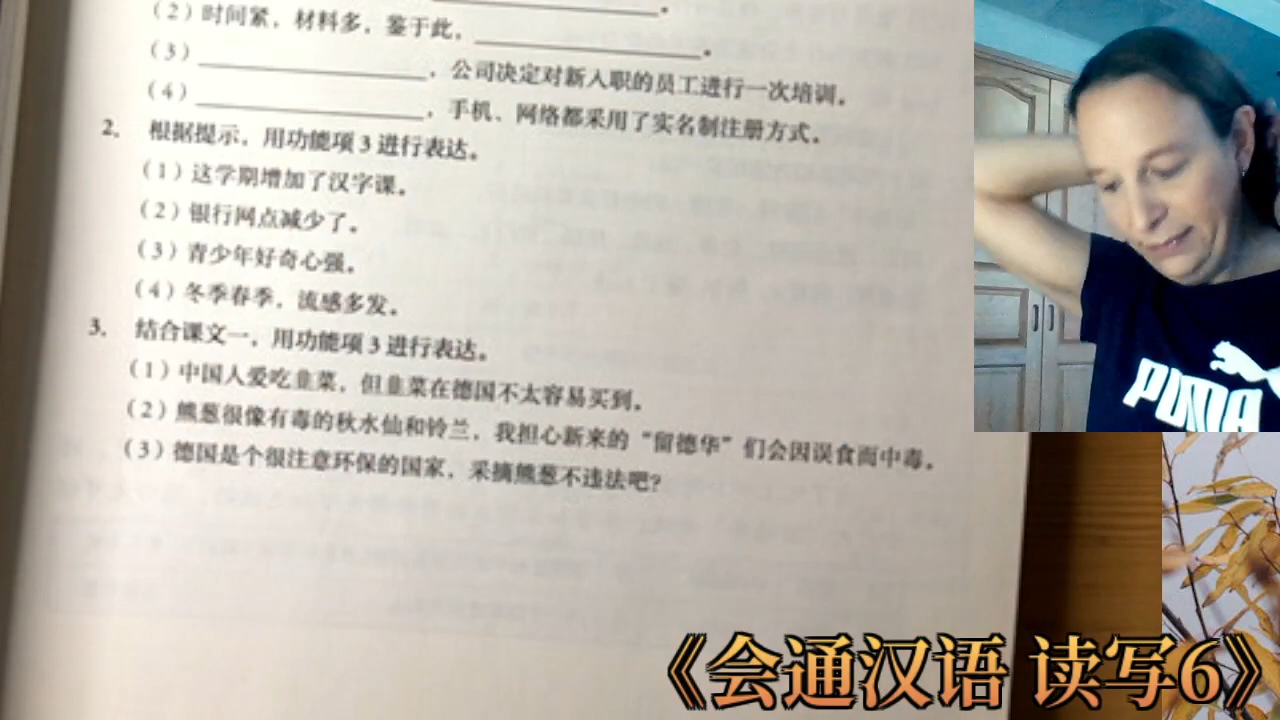 (2)时间紧，材料多，鉴于此，____________。
(3)____________，公司决定对新入职的员工进行一次培训。
(4)____________，手机、网络都采用了实名制注册方式。
2. 根据提示，用功能项3进行表达。
(1)这学期增加了汉字课。
(2)银行网点减少了。
(3)青少年好奇心强。
(4)冬季春季，流感多发。
3. 结合课文一，用功能项3进行表达。
(1)中国人爱吃韭菜，但韭菜在德国不太容易买到。
(2)熊葱很像有毒的秋水仙和铃兰，我担心新来的“留德华”们会因误食而中毒。
(3)德国是个很注意环保的国家，采摘熊葱不违法吧？
PUMA
《会通汉语 读写6》